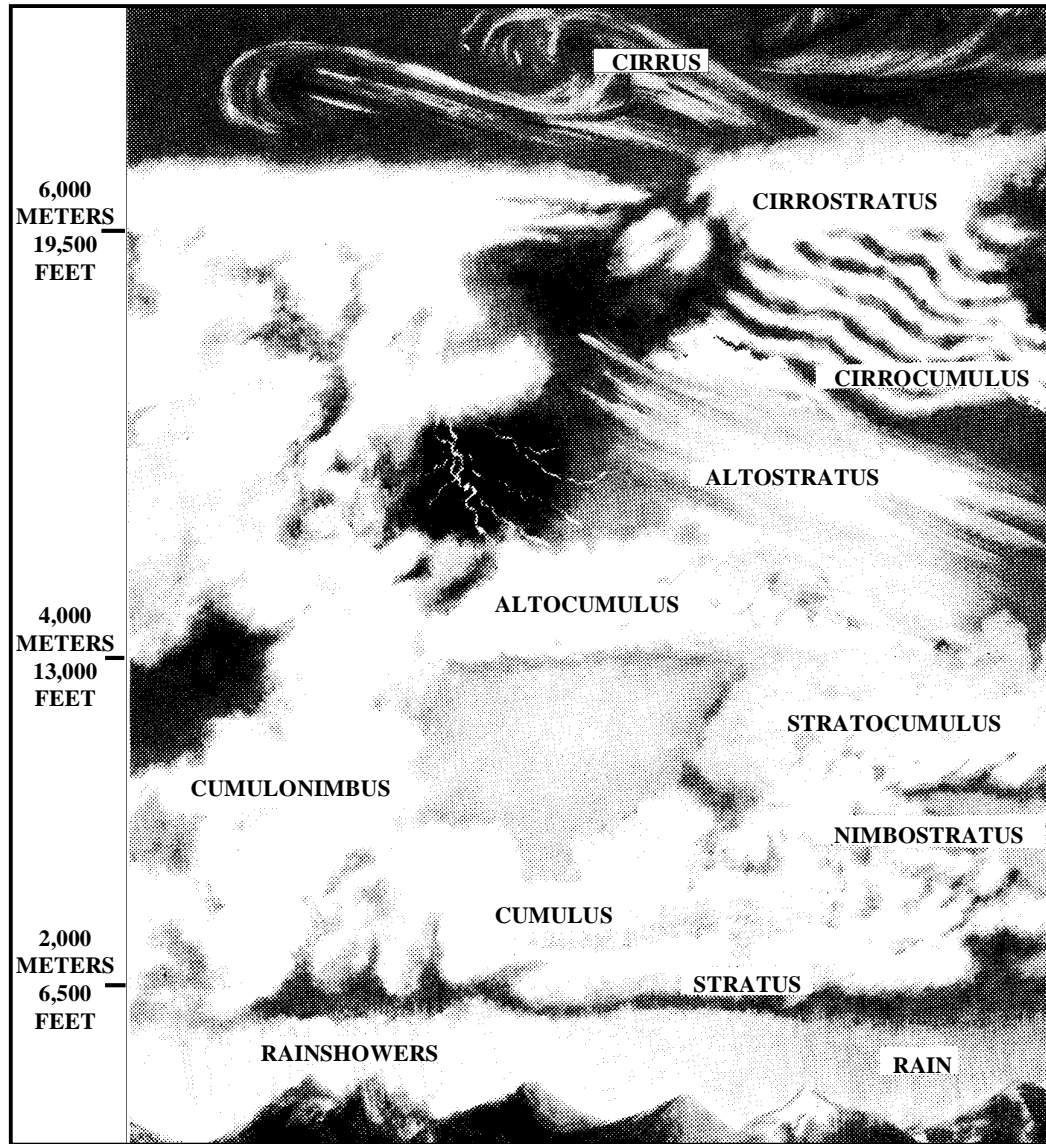 CIRRUS
6,000
METERS
19,500
FEET
CIRROSTRATUS
CIRROCUMULUS
ALTOSTRATUS
ALTOCUMULUS
4,000
METERS
13,000
FEET
STRATOCUMULUS
CUMULONIMBUS
NIMBOSTRATUS
CUMULUS
2,000
METERS
6,500
FEET
STRATUS
RAINSHOWERS
RAIN